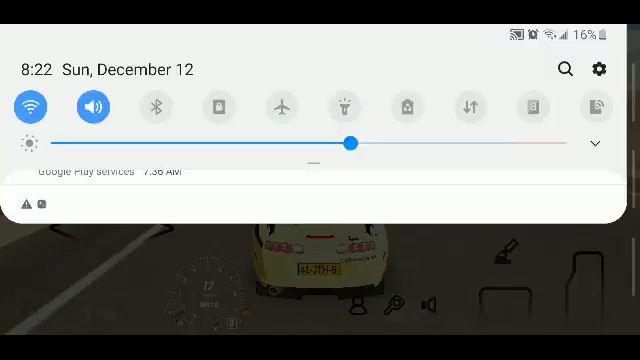 16%
8:22 Sun, December 12
Google Play services 7:36 AM
41-JTH-6
17